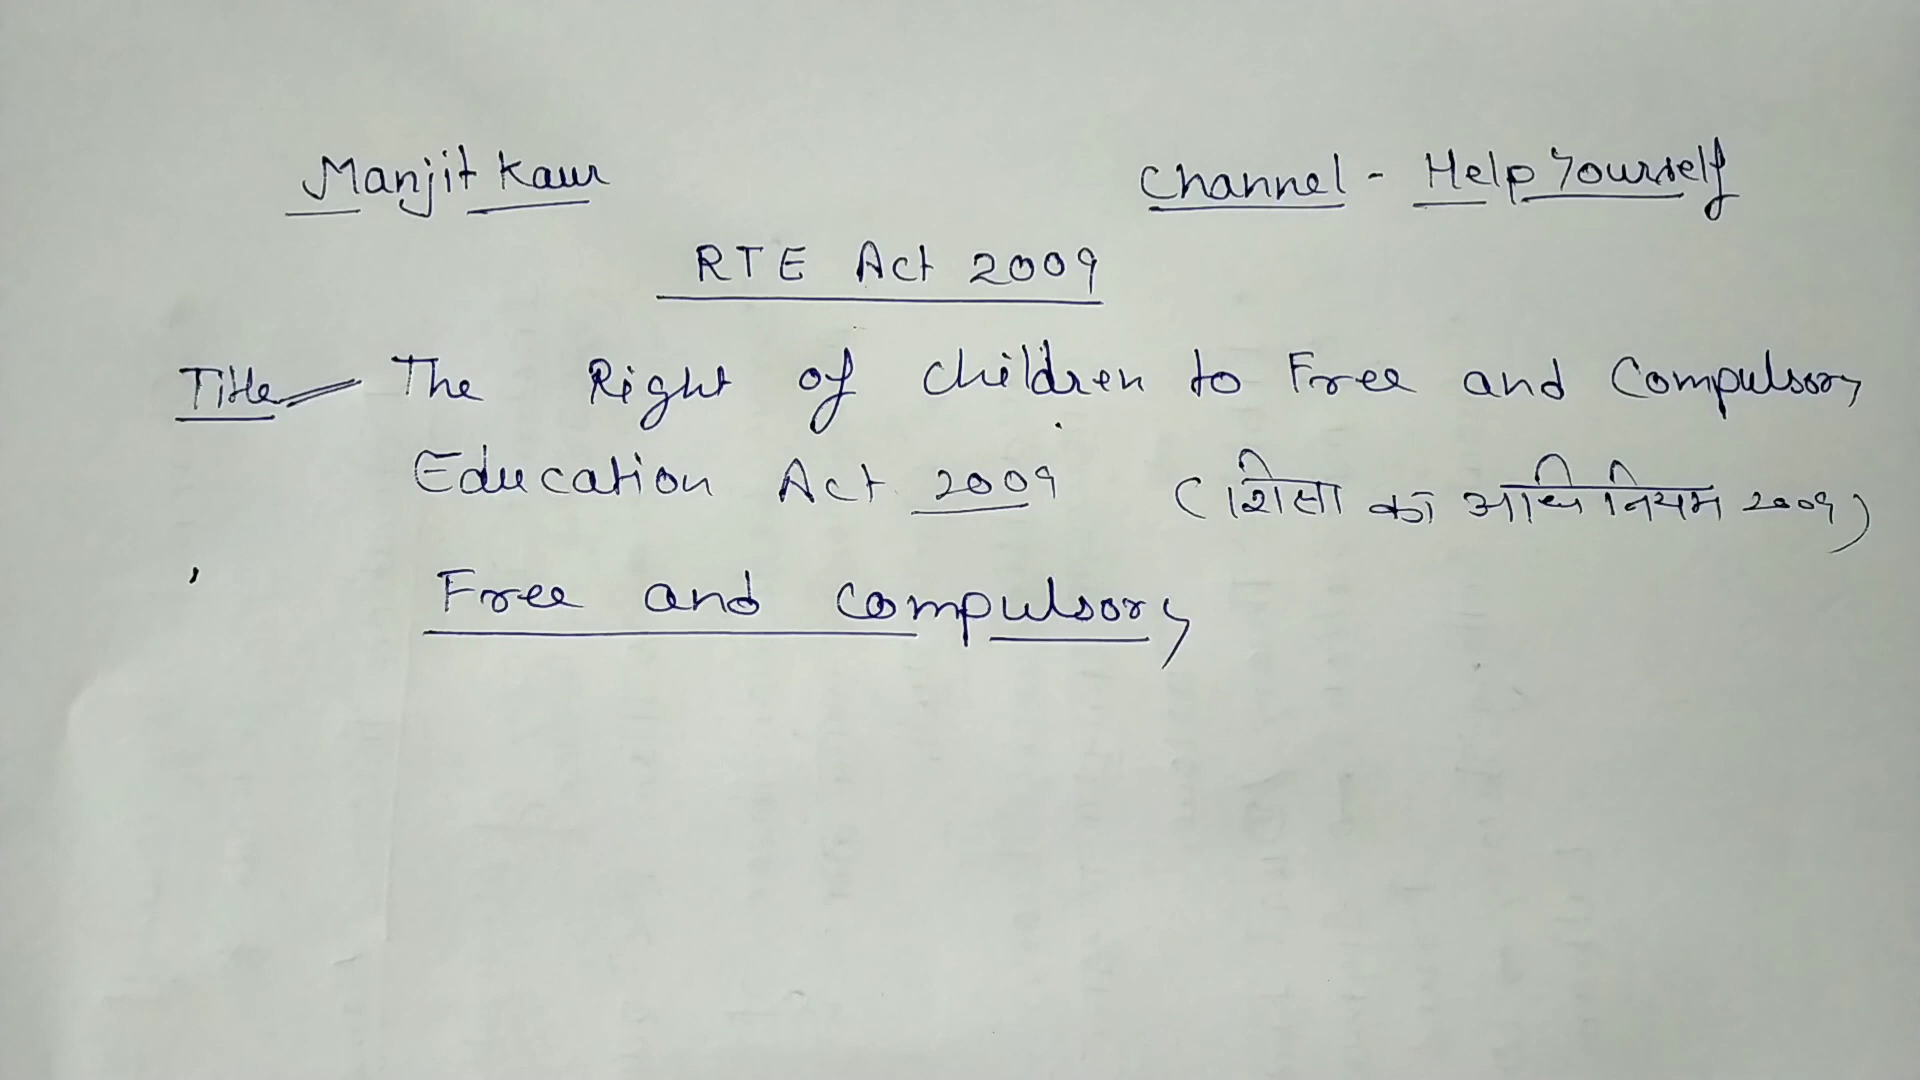 Manjit Kaur
Channel - Help Yourself
RTE Act 2009
Title The Right of Children to Free and Compulsory
Education Act 2009 (शिक्षा का अधिनियम 2009)
Free and compulsory